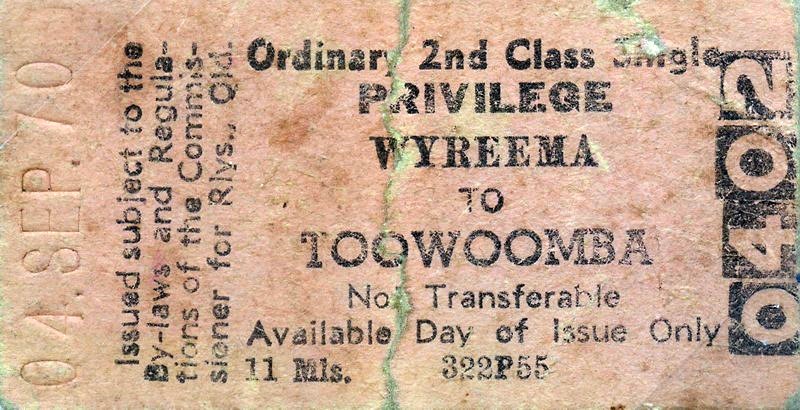 04.SEP.70
Issued subject to the
By-laws and Regula-
tions of the Commis-
sioner for Rlys., Qld.
Ordinary 2nd Class Single
PRIVILEGE
WYREEMA
TO
TOOWOOMBA
Not Transferable
Available Day of Issue Only
11 Mls. 322P55
0402